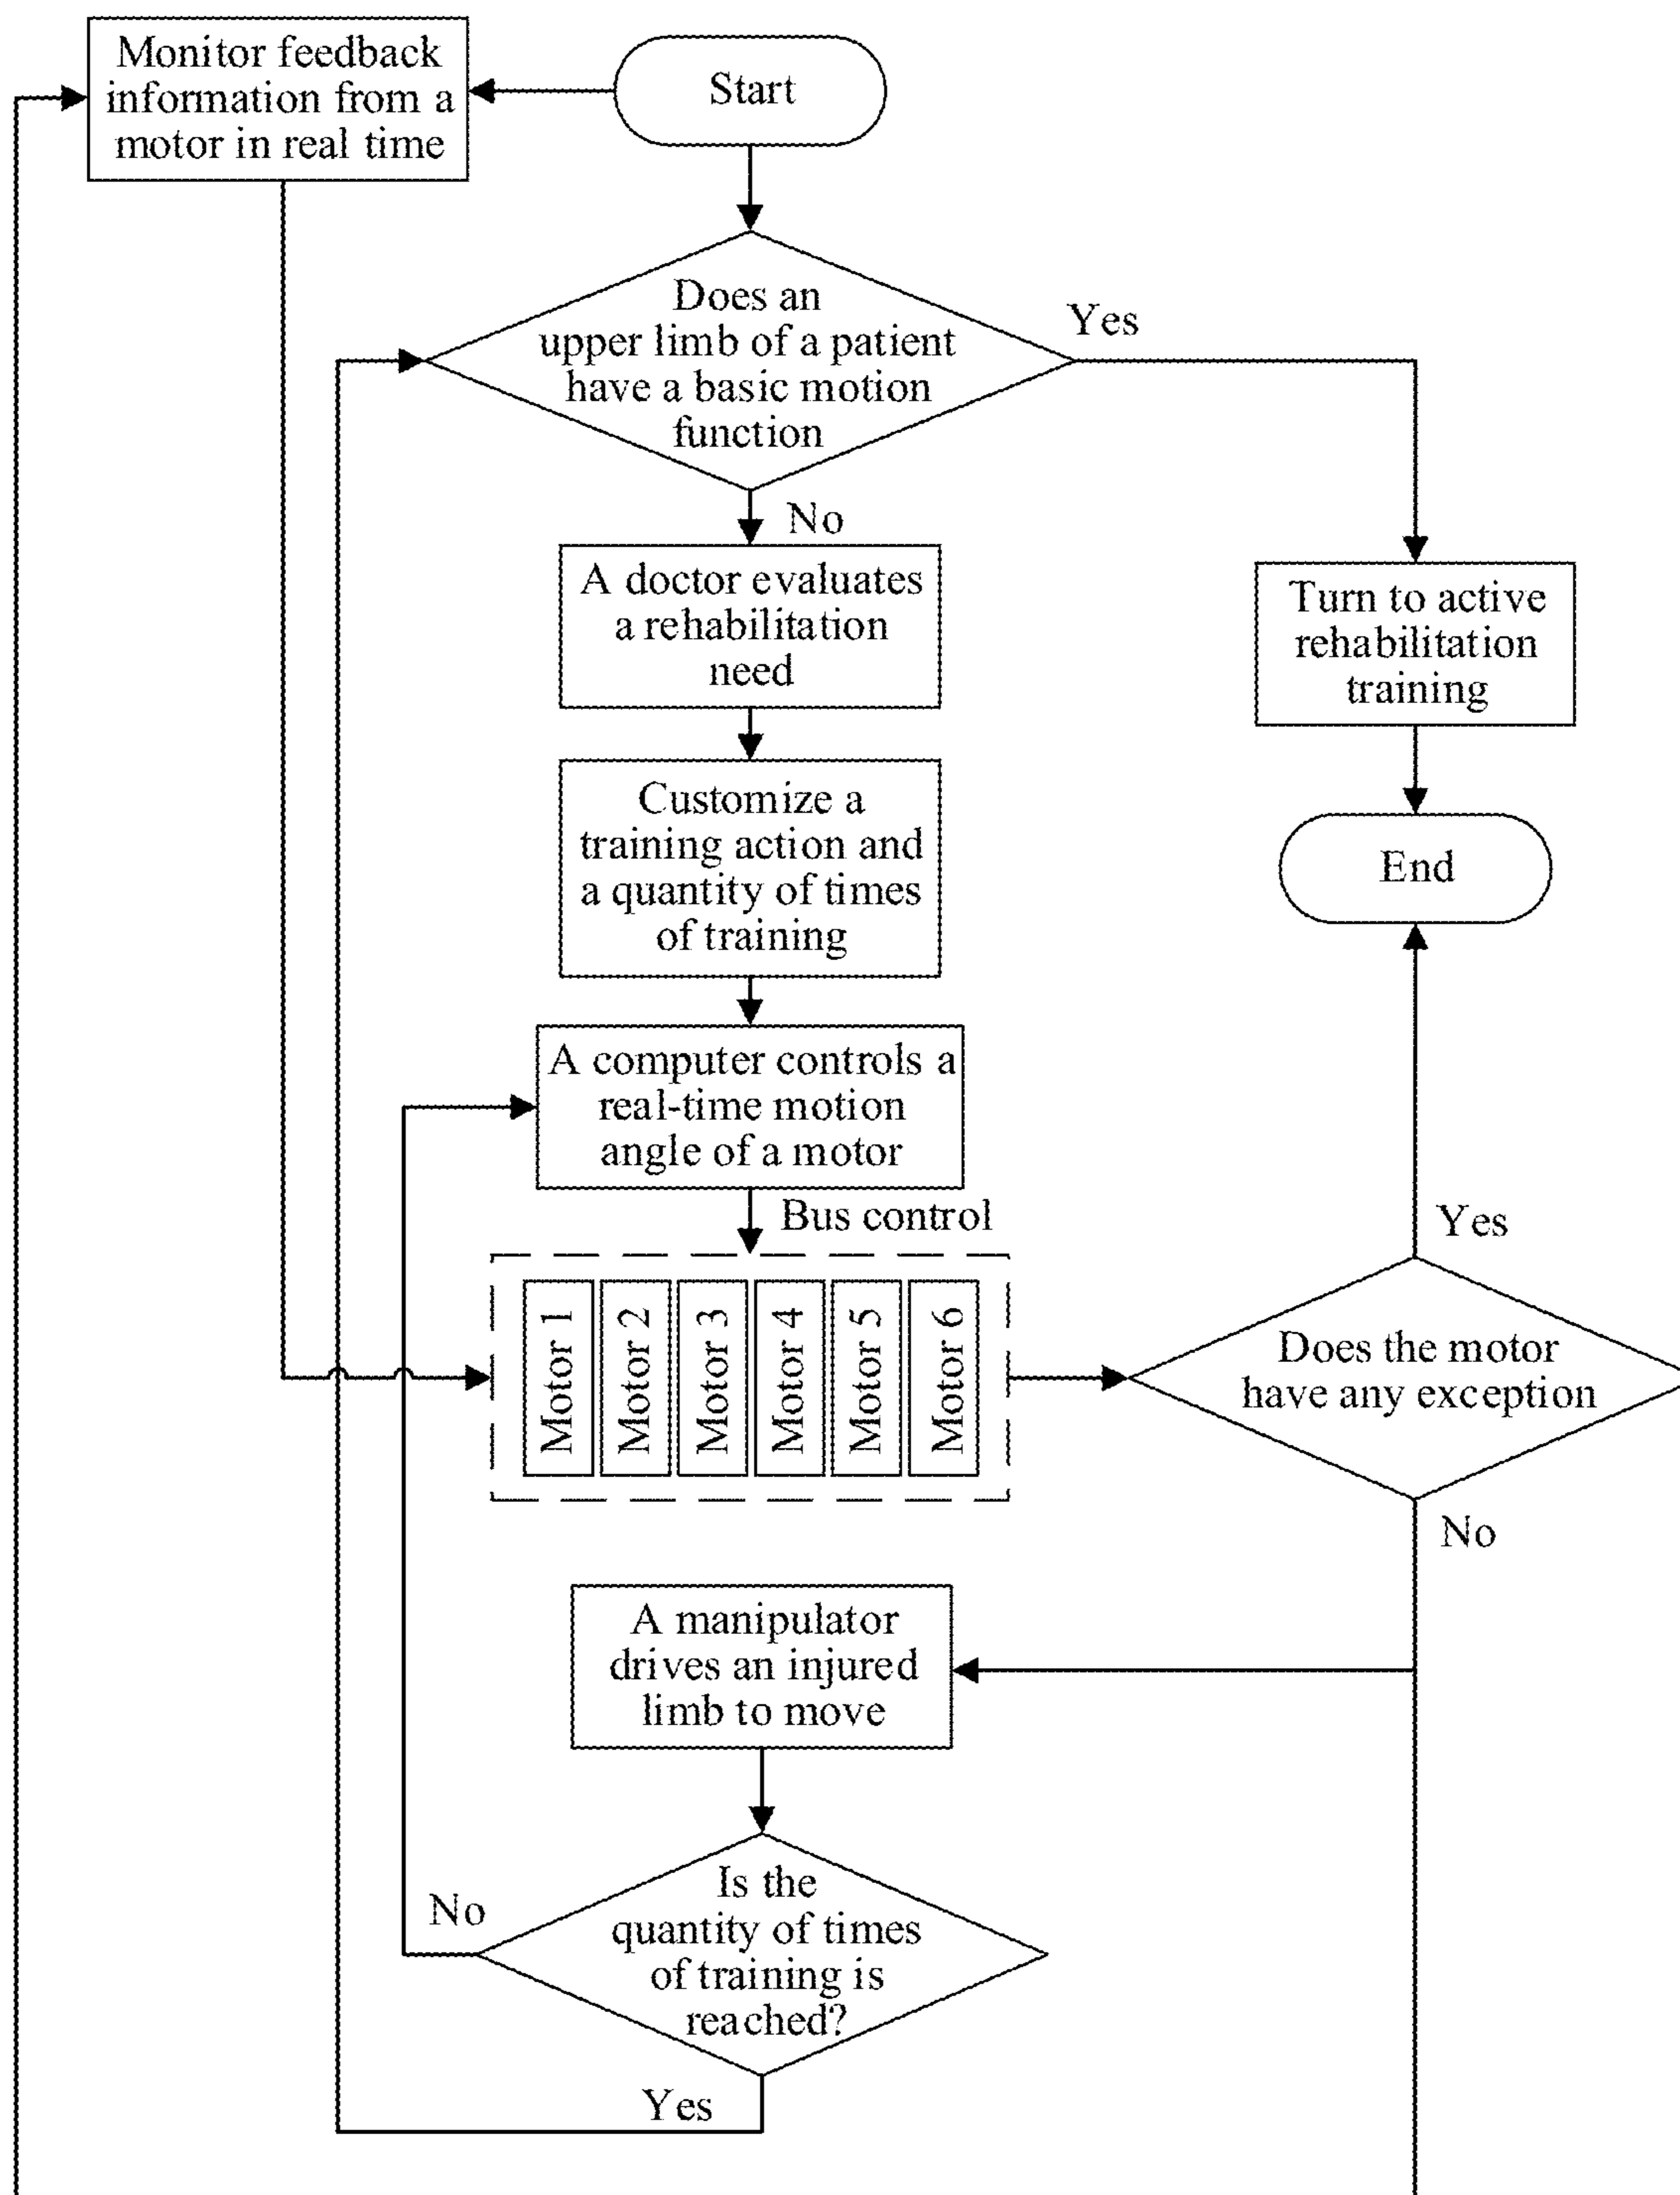 Monitor feedback
information from a
motor in real time
Start
Does an
upper limb of a patient
have a basic motion
function
Yes
No
A doctor evaluates
a rehabilitation
need
Turn to active
rehabilitation
training
Customize a
training action and
a quantity of times
of training
End
A computer controls a
real-time motion
angle of a motor
Bus control
Yes
Motor 1
Motor 2
Motor 3
Motor 4
Motor 5
Motor 6
Does the motor
have any exception
No
A manipulator
drives an injured
limb to move
Is the
quantity of times
of training is
reached?
No
Yes